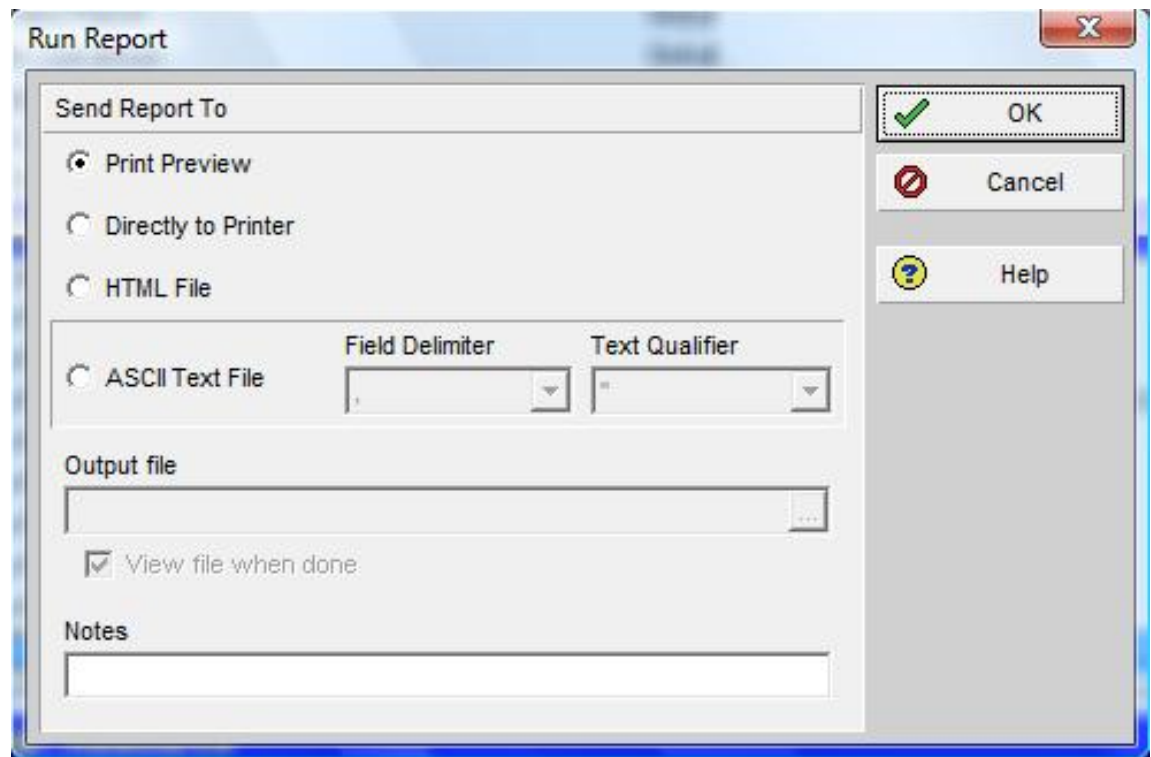 Run Report
Send Report To
Print Preview
Directly to Printer
HTML File
ASCII Text File
Field Delimiter
Text Qualifier
,
"
Output file
...
View file when done
Notes
OK
Cancel
Help